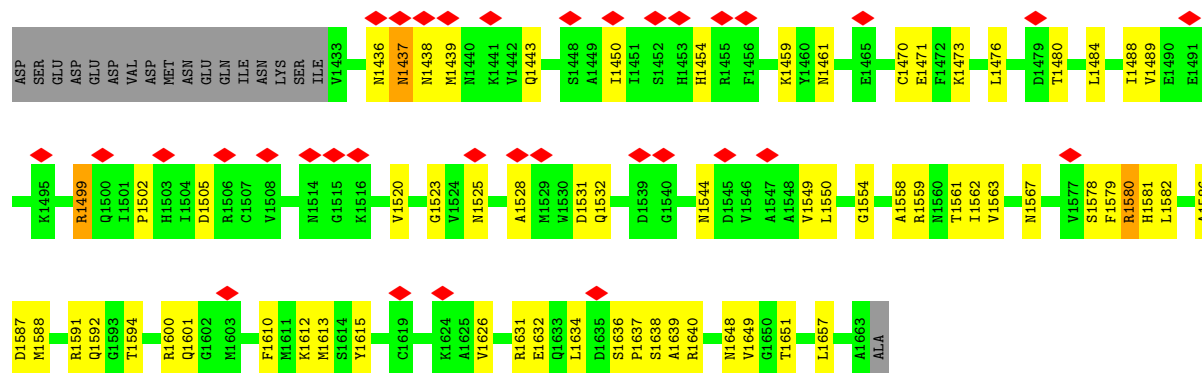 ASP SER GLU ASP GLU ASP VAL ASP MET ASN GLU GLN ILE ASN LYS SER ILE V1433 N1436 N1437 N1438 M1439 N1440 K1441 V1442 Q1443 S1448 A1449 I1450 I1451 S1452 H1453 H1454 R1455 F1456 K1459 Y1460 N1461 E1465 C1470 E1471 F1472 K1473 L1476 D1479 T1480 L1484 I1488 V1489 E1490 E1491
K1495 R1499 Q1500 I1501 P1502 H1503 I1504 D1505 R1506 C1507 V1508 N1514 G1515 K1516 V1520 G1523 V1524 N1525 A1528 M1529 W1530 D1531 Q1532 D1539 G1540 N1544 D1545 V1546 A1547 A1548 V1549 L1550 G1554 A1558 R1559 N1560 T1561 I1562 V1563 N1567 V1577 S1578 F1579 R1580 H1581 L1582
D1587 M1588 R1591 Q1592 G1593 T1594 R1600 Q1601 G1602 M1603 F1610 M1611 K1612 M1613 S1614 Y1615 C1619 K1624 A1625 V1626 R1631 E1632 Q1633 L1634 D1635 S1636 P1637 S1638 A1639 R1640 N1648 V1649 G1650 T1651 L1657 A1663 ALA